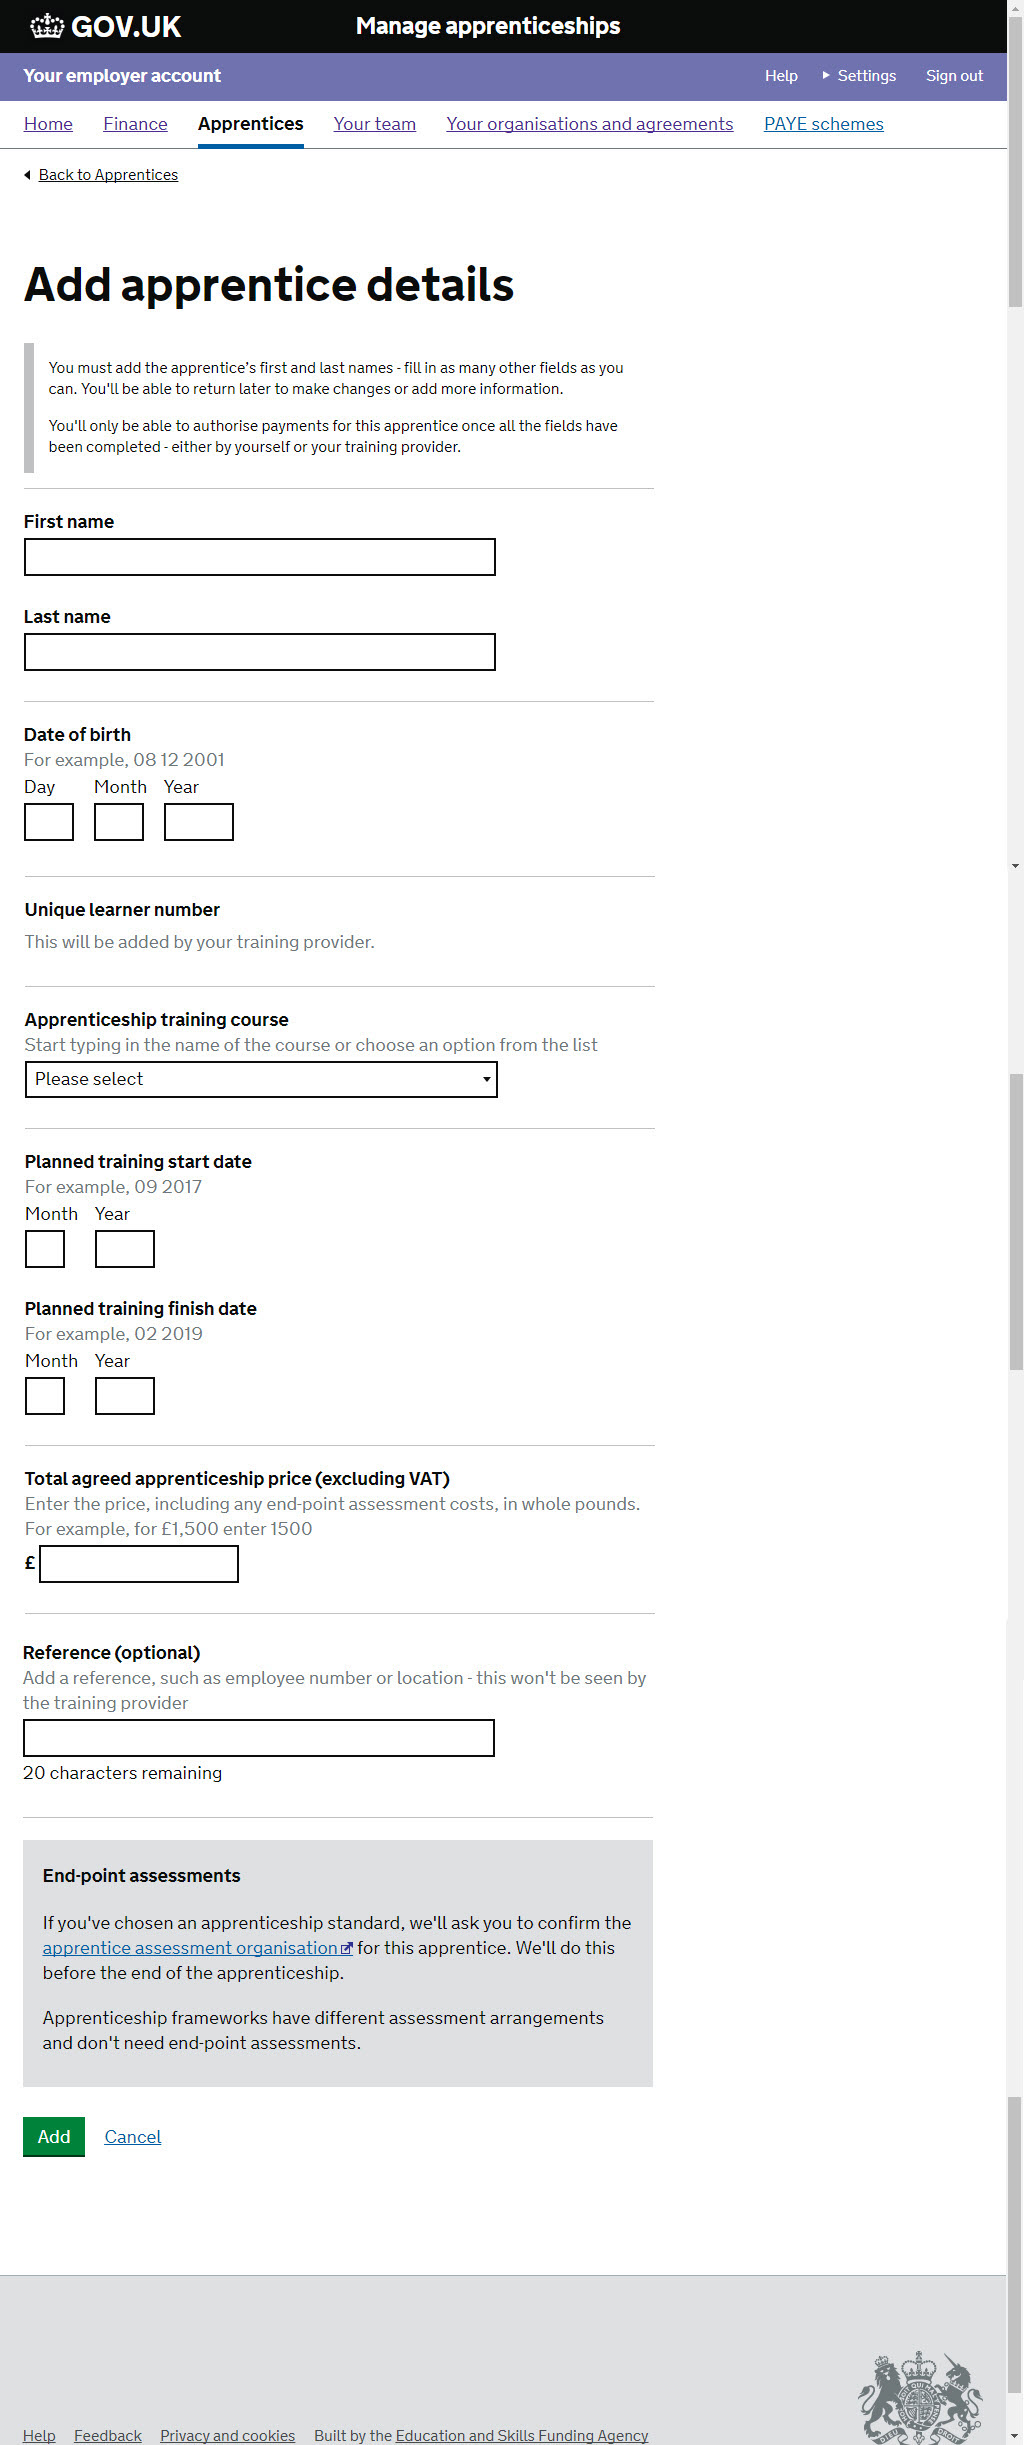 GOV.UK
Manage apprenticeships
Your employer account
Help
Settings
Sign out
Home
Finance
Apprentices
Your team
Your organisations and agreements
PAYE schemes
Back to Apprentices
Add apprentice details
You must add the apprentice’s first and last names - fill in as many other fields as you
can. You'll be able to return later to make changes or add more information.
You'll only be able to authorise payments for this apprentice once all the fields have
been completed - either by yourself or your training provider.
First name
Last name
Date of birth
For example, 08 12 2001
Day Month Year
Unique learner number
This will be added by your training provider.
Apprenticeship training course
Start typing in the name of the course or choose an option from the list
Please select
Planned training start date
For example, 09 2017
Month Year
Planned training finish date
For example, 02 2019
Month Year
Total agreed apprenticeship price (excluding VAT)
Enter the price, including any end-point assessment costs, in whole pounds.
For example, for £1,500 enter 1500
£
Reference (optional)
Add a reference, such as employee number or location - this won't be seen by
the training provider
20 characters remaining
End-point assessments
If you've chosen an apprenticeship standard, we'll ask you to confirm the
apprentice assessment organisation for this apprentice. We'll do this
before the end of the apprenticeship.
Apprenticeship frameworks have different assessment arrangements
and don't need end-point assessments.
Add
Cancel
Help
Feedback
Privacy and cookies
Built by the Education and Skills Funding Agency